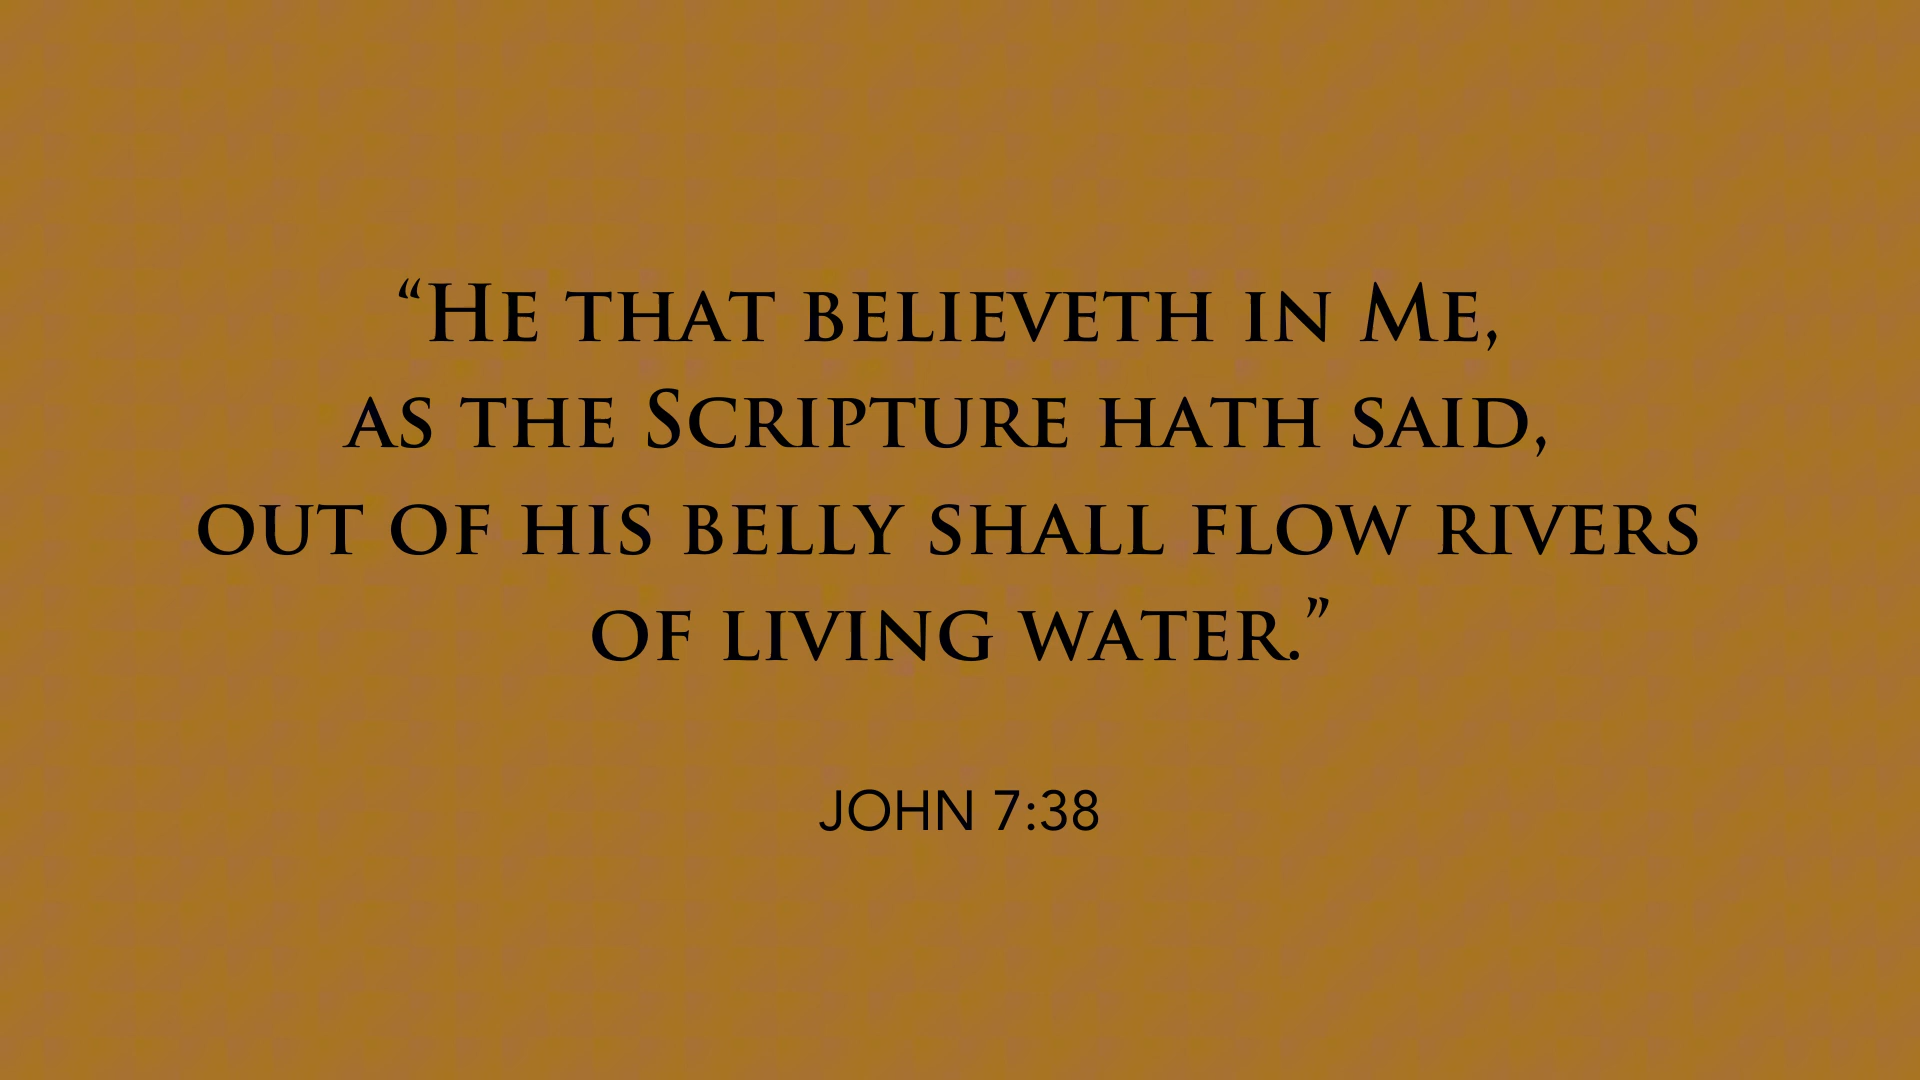 “He that believeth in Me,
as the Scripture hath said,
out of his belly shall flow rivers
of living water.”
JOHN 7:38